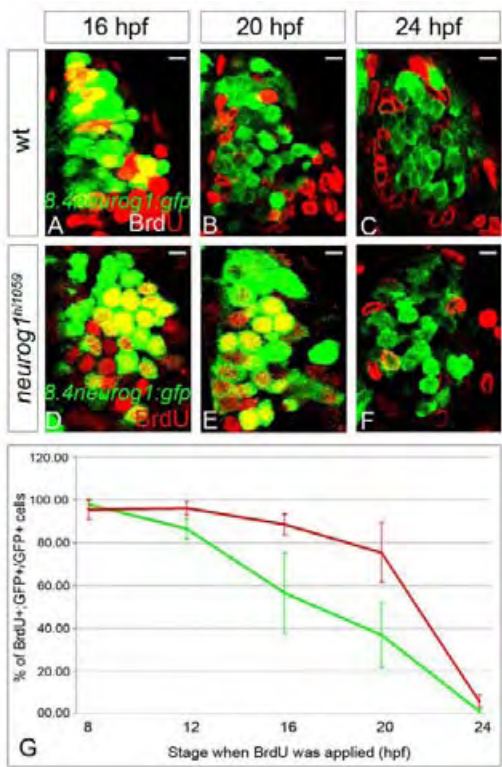 16 hpf
20 hpf
24 hpf
wt
8.4neurog1:gfp
A
BrdU
B
C
neurog1hi1059
8.4neurog1:gfp
D
BrdU
E
F
120.00
100.00
80.00
60.00
40.00
20.00
00.00
% of BrdU+;GFP+/GFP+ cells
8
12
16
20
24
Stage when BrdU was applied (hpf)
G